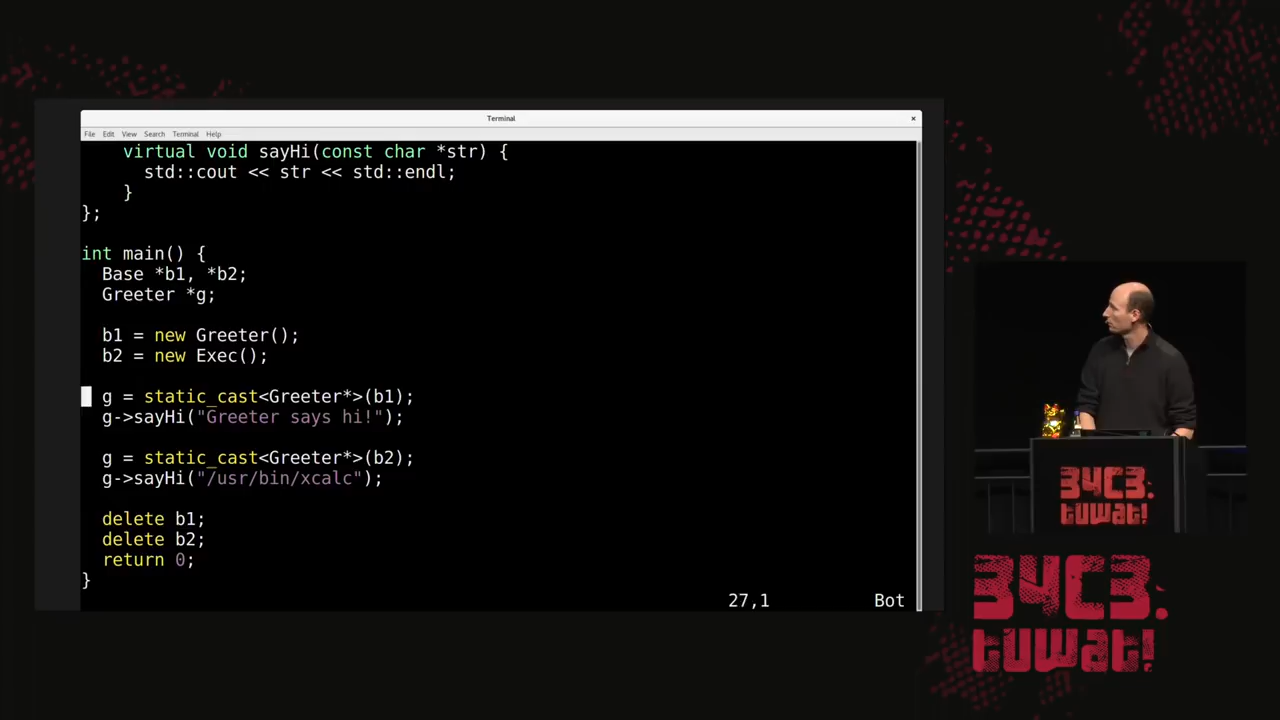 Terminal
File Edit View Search Terminal Help
virtual void sayHi(const char *str) {
std::cout << str << std::endl;
}
};
int main() {
Base *b1, *b2;
Greeter *g;
b1 = new Greeter();
b2 = new Exec();
g = static_cast<Greeter*>(b1);
g->sayHi("Greeter says hi!");
g = static_cast<Greeter*>(b2);
g->sayHi("/usr/bin/xcalc");
delete b1;
delete b2;
return 0;
}
27,1 Bot
34C3.
tuwat!
34C3.
tuwat!